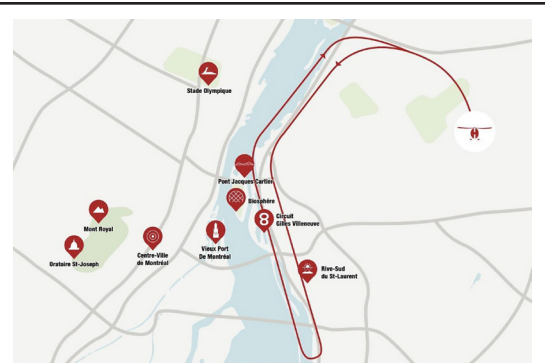 Stade Olympique
Pont Jacques Cartier
Biosphère
Mont Royal
Circuit
Gilles Villeneuve
Oratoire St-Joseph
Centre-Ville
de Montréal
Vieux Port
De Montréal
Rive-Sud
du St-Laurent